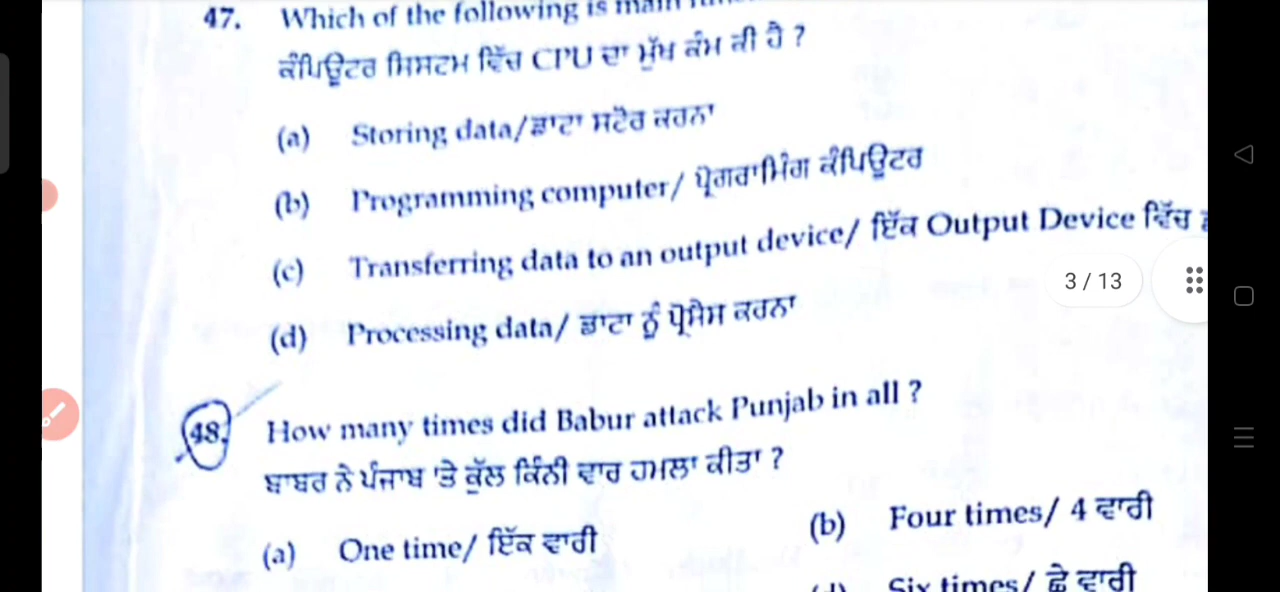 47. Which of the following is main
ਕੰਪਿਊਟਰ ਸਿਸਟਮ ਵਿੱਚ CPU ਦਾ ਮੁੱਖ ਕੰਮ ਕੀ ਹੈ ?
(a) Storing data/ਡਾਟਾ ਸਟੋਰ ਕਰਨਾ
(b) Programming computer/ ਪ੍ਰੋਗਰਾਮਿੰਗ ਕੰਪਿਊਟਰ
(c) Transferring data to an output device/ ਇੱਕ Output Device ਵਿੱਚ
3 / 13
(d) Processing data/ ਡਾਟਾ ਨੂੰ ਪ੍ਰੋਸੈਸ ਕਰਨਾ
48. How many times did Babur attack Punjab in all ?
ਬਾਬਰ ਨੇ ਪੰਜਾਬ 'ਤੇ ਕੁੱਲ ਕਿੰਨੀ ਵਾਰ ਹਮਲਾ ਕੀਤਾ ?
(a) One time/ ਇੱਕ ਵਾਰੀ
(b) Four times/ 4 ਵਾਰੀ
(d) Six times/ ਛੇ ਵਾਰੀ